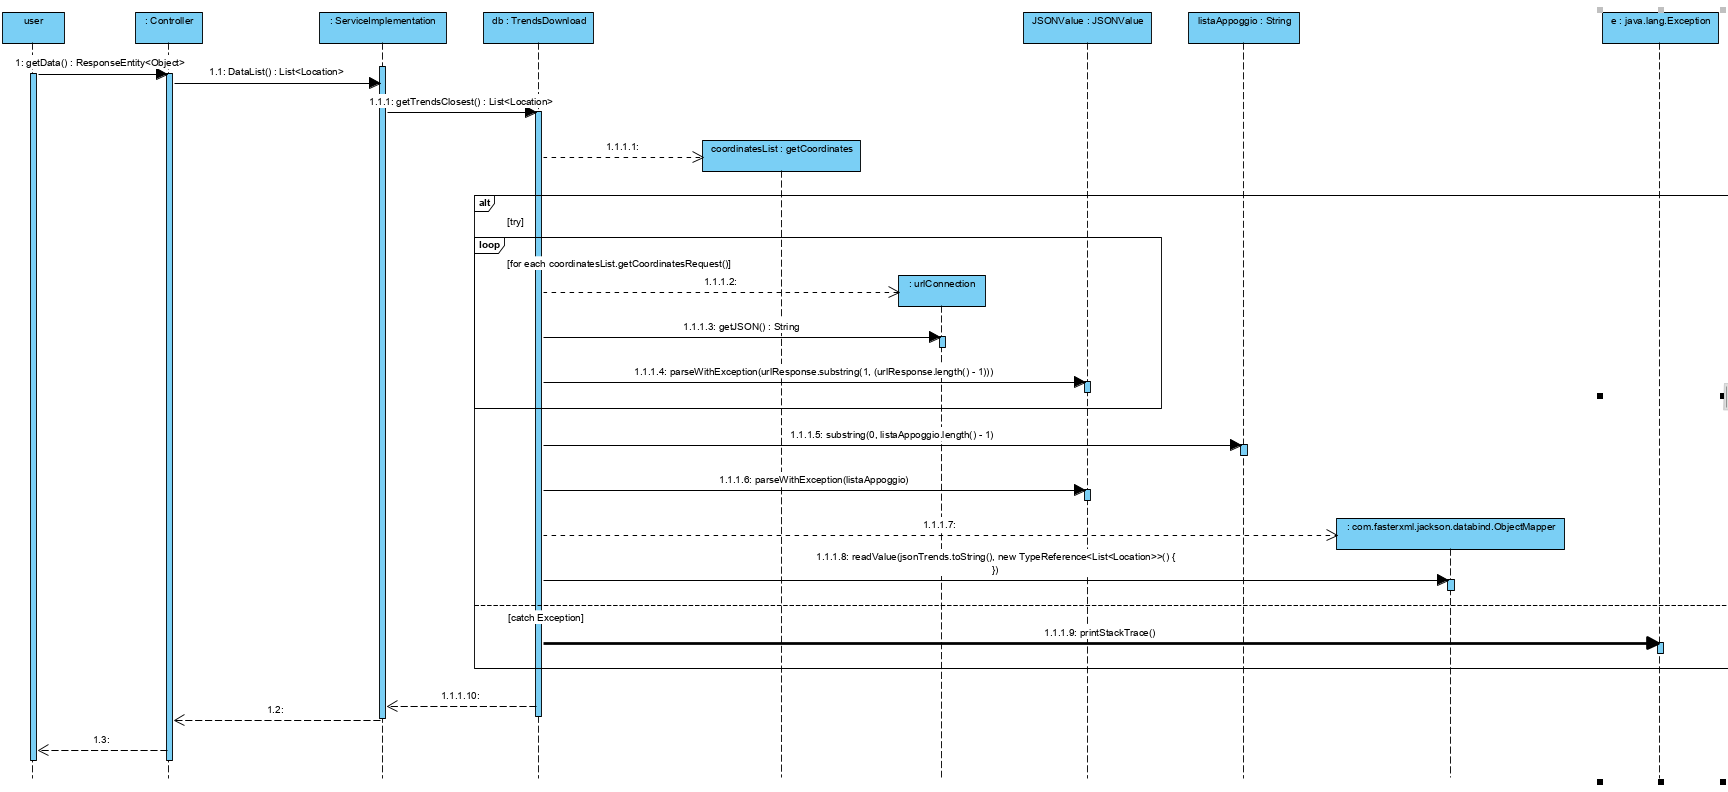 user
: Controller
: ServiceImplementation
db : TrendsDownload
JSONValue : JSONValue
listaAppoggio : String
e : java.lang.Exception
1: getData() : ResponseEntity<Object>
1.1: DataList() : List<Location>
1.1.1: getTrendsClosest() : List<Location>
1.1.1.1:
coordinatesList : getCoordinates
alt
[try]
loop
[for each coordinatesList.getCoordinatesRequest()]
1.1.1.2:
: urlConnection
1.1.1.3: getJSON() : String
1.1.1.4: parseWithException(urlResponse.substring(1, (urlResponse.length() - 1)))
1.1.1.5: substring(0, listaAppoggio.length() - 1)
1.1.1.6: parseWithException(listaAppoggio)
1.1.1.7:
: com.fasterxml.jackson.databind.ObjectMapper
1.1.1.8: readValue(jsonTrends.toString(), new TypeReference<List<Location>>() {
})
[catch Exception]
1.1.1.9: printStackTrace()
1.1.1.10:
1.2:
1.3: